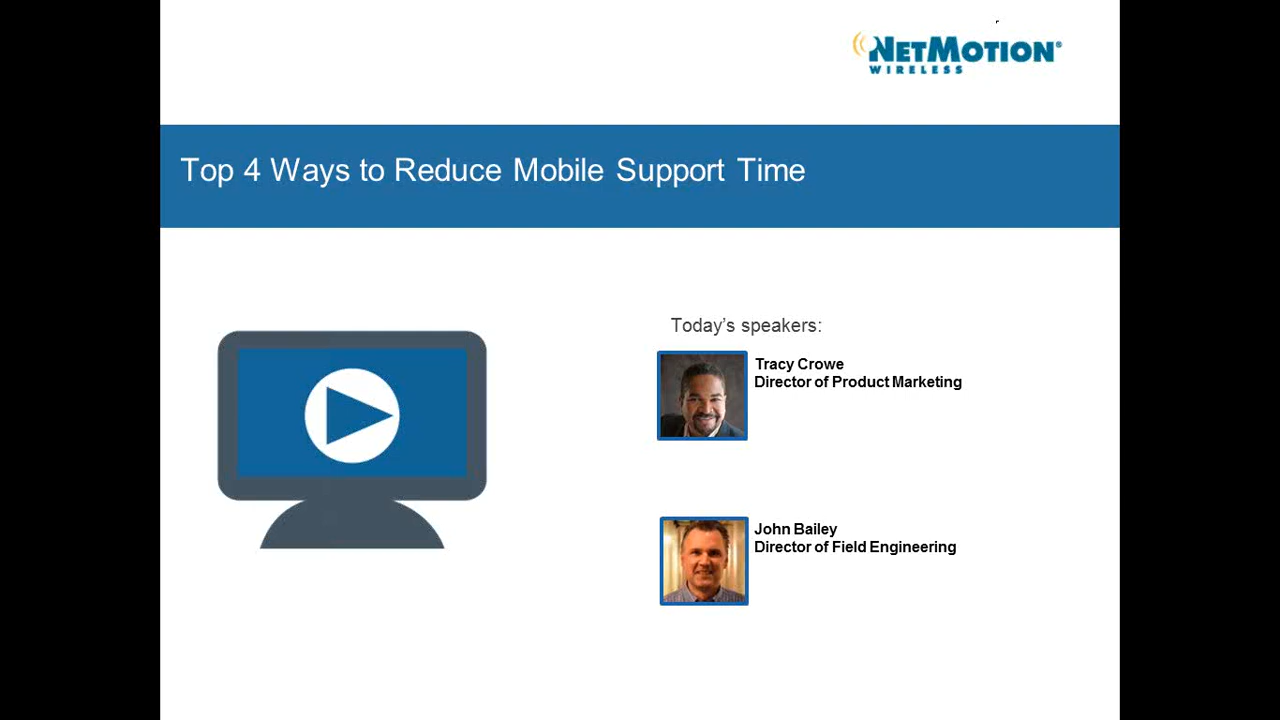 NETMOTION®
WIRELESS
Top 4 Ways to Reduce Mobile Support Time
Today's speakers:
Tracy Crowe
Director of Product Marketing
John Bailey
Director of Field Engineering